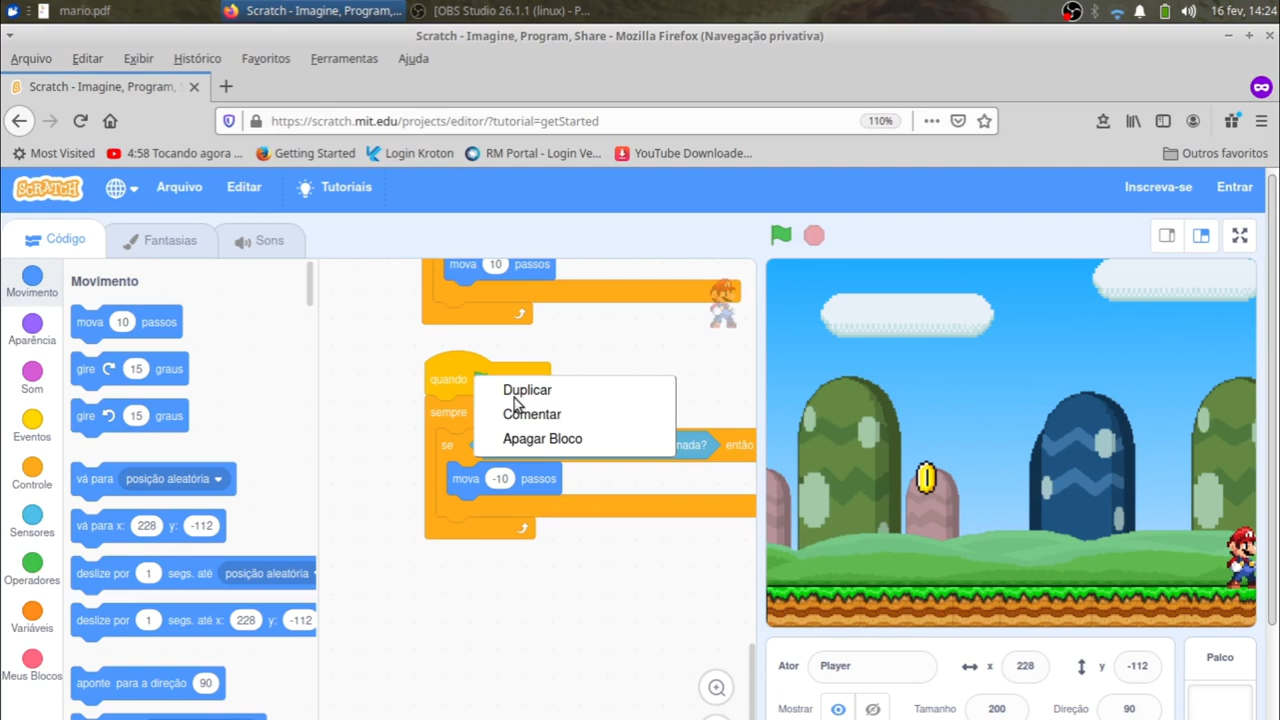 mario.pdf
Scratch - Imagine, Program,...
[OBS Studio 26.1.1 (linux) - P...
16 fev, 14:24
Scratch - Imagine, Program, Share - Mozilla Firefox (Navegação privativa)
Arquivo Editar Exibir Histórico Favoritos Ferramentas Ajuda
Scratch - Imagine, Program,
https://scratch.mit.edu/projects/editor/?tutorial=getStarted
110%
Most Visited
4:58 Tocando agora ...
Getting Started
Login Kroton
RM Portal - Login Ve...
YouTube Downloade...
Outros favoritos
SCRATCH
Arquivo
Editar
Tutoriais
Inscreva-se
Entrar
Código
Fantasias
Sons
Movimento
Aparência
Som
Eventos
Controle
Sensores
Operadores
Variáveis
Meus Blocos
Movimento
mova 10 passos
gire 15 graus
gire 15 graus
vá para posição aleatória
vá para x: 228 y: -112
deslize por 1 segs. até posição aleatória
deslize por 1 segs. até x: 228 y: -112
aponte para a direção 90
mova 10 passos
quando
sempre
se nada? então
mova -10 passos
Duplicar
Comentar
Apagar Bloco
Ator Player x 228 y -112
Mostrar Tamanho 200 Direção 90
Palco